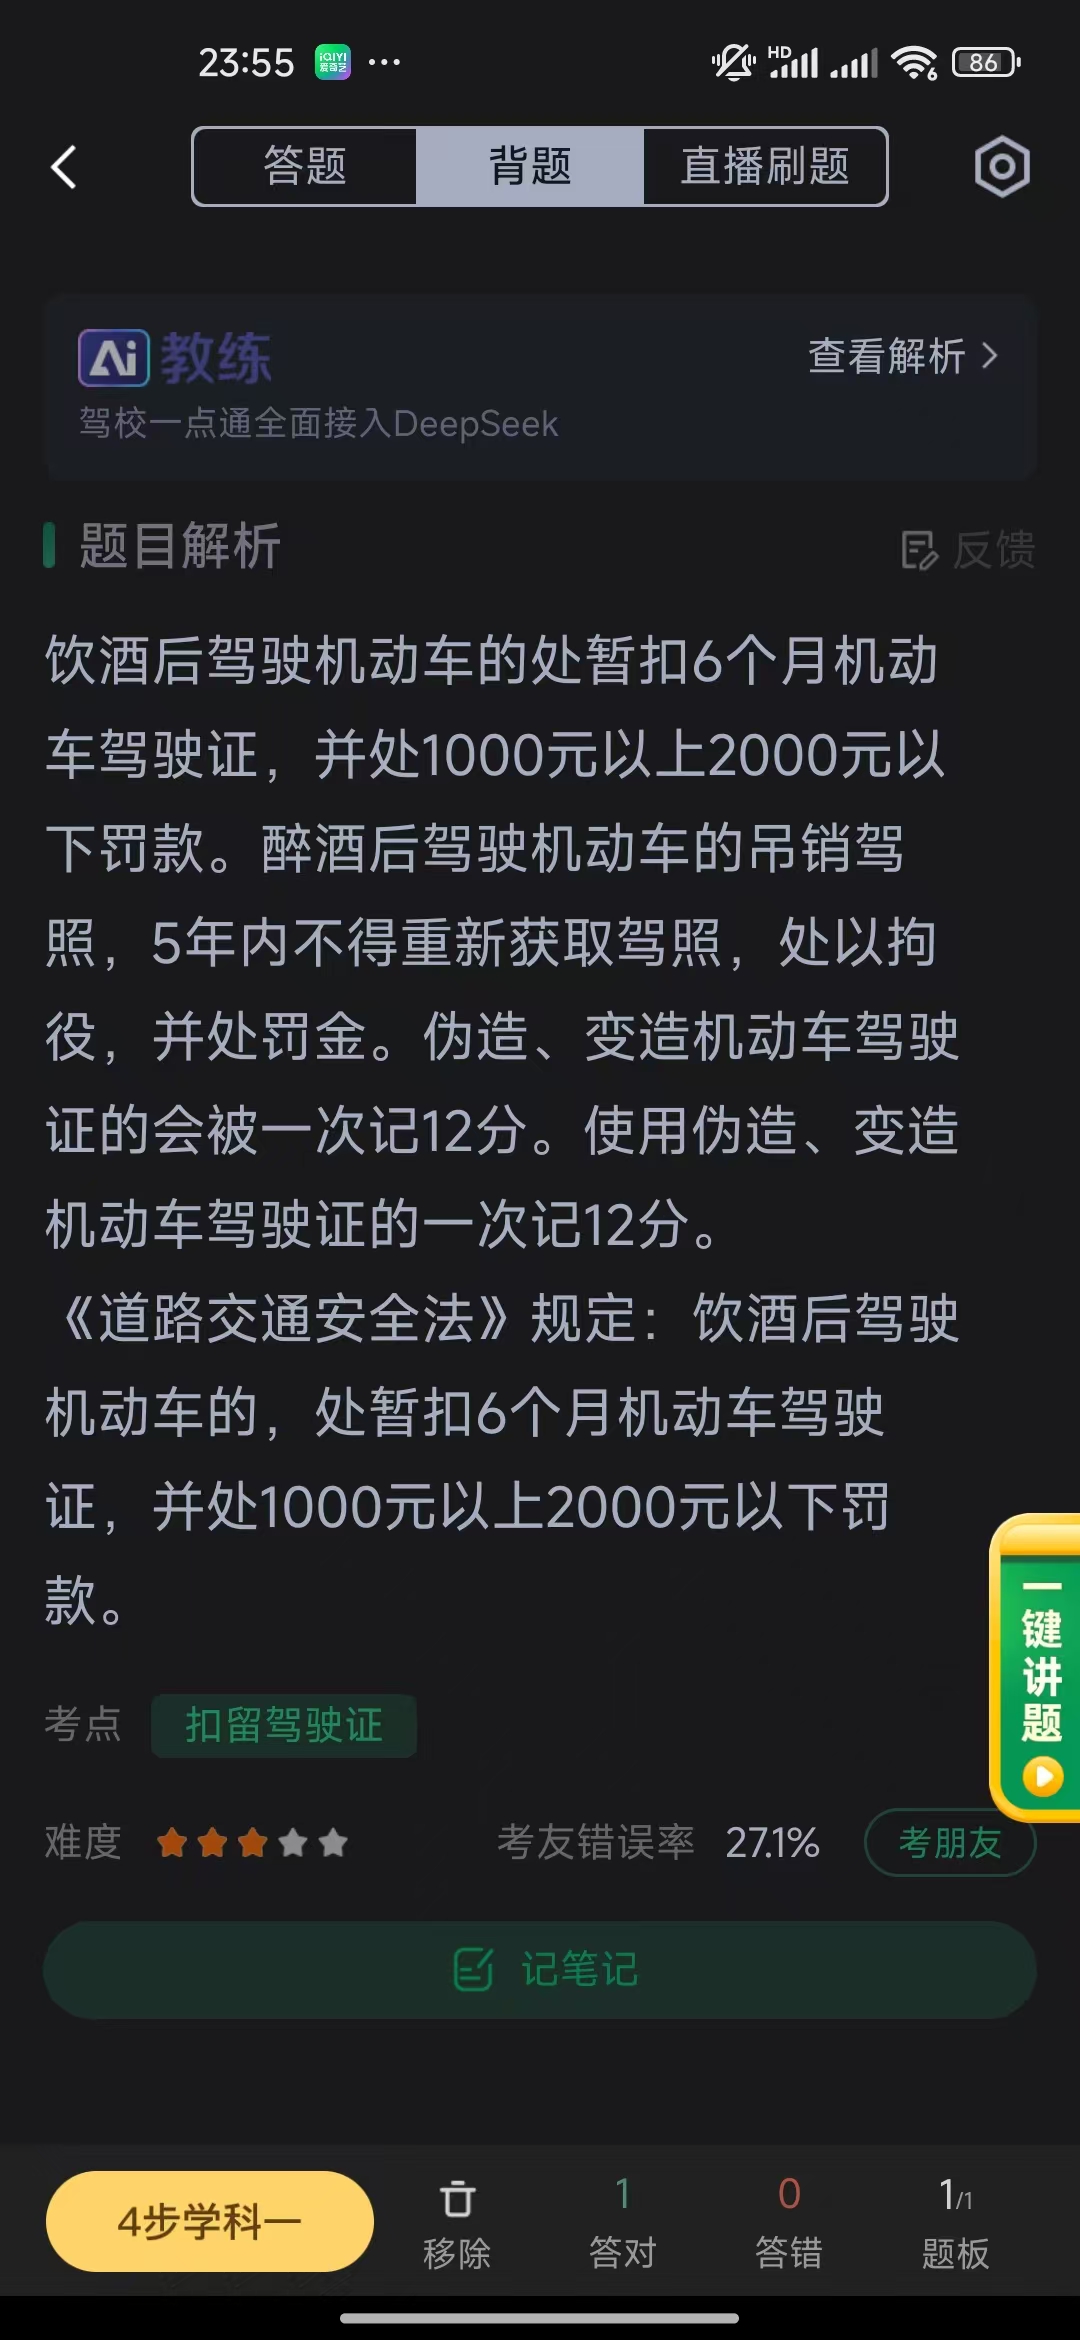 23:55 iQIYI 爱奇艺 ··· HD 6 86
答题 背题 直播刷题
Ai 教练 查看解析
驾校一点通全面接入DeepSeek
题目解析 反馈
饮酒后驾驶机动车的处暂扣6个月机动
车驾驶证，并处1000元以上2000元以
下罚款。醉酒后驾驶机动车的吊销驾
照，5年内不得重新获取驾照，处以拘
役，并处罚金。伪造、变造机动车驾驶
证的会被一次记12分。使用伪造、变造
机动车驾驶证的一次记12分。
《道路交通安全法》规定：饮酒后驾驶
机动车的，处暂扣6个月机动车驾驶
证，并处1000元以上2000元以下罚
款。
一键讲题
考点 扣留驾驶证
难度 考友错误率 27.1% 考朋友
记笔记
4步学科一
移除
1
答对
0
答错
1/1
题板